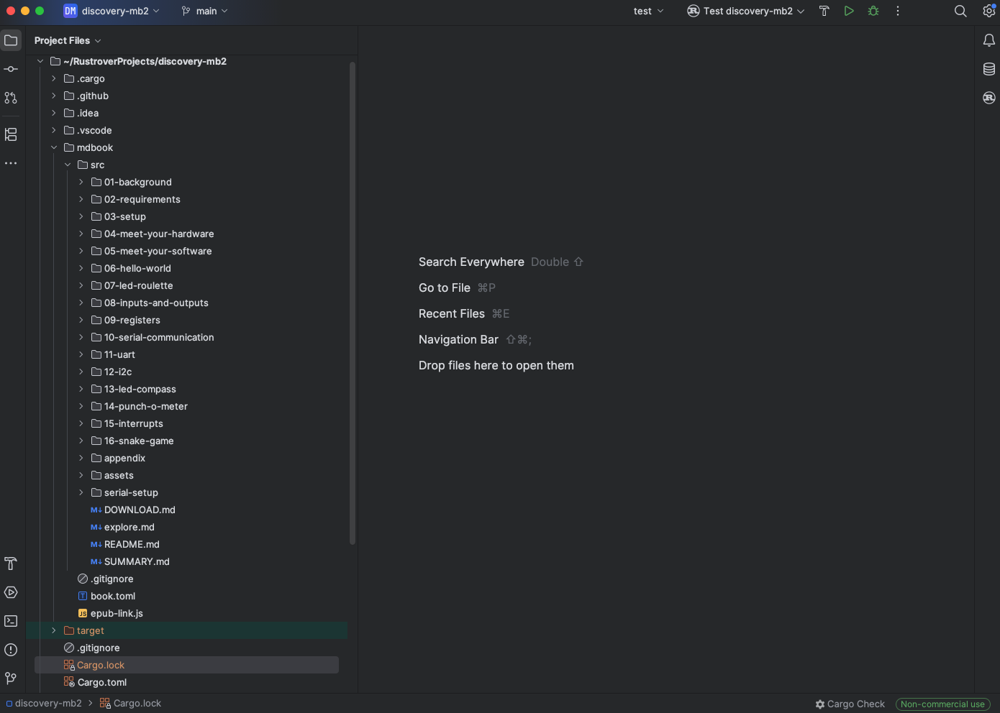 DM discovery-mb2 main test Test discovery-mb2
Project Files
~/RustroverProjects/discovery-mb2
.cargo
.github
.idea
.vscode
mdbook
src
01-background
02-requirements
03-setup
04-meet-your-hardware
05-meet-your-software
06-hello-world
07-led-roulette
08-inputs-and-outputs
09-registers
10-serial-communication
11-uart
12-i2c
13-led-compass
14-punch-o-meter
15-interrupts
16-snake-game
appendix
assets
serial-setup
M↓ DOWNLOAD.md
M↓ explore.md
M↓ README.md
M↓ SUMMARY.md
.gitignore
T book.toml
JS epub-link.js
target
.gitignore
Cargo.lock
Cargo.toml
Search Everywhere Double ⇧
Go to File ⌘P
Recent Files ⌘E
Navigation Bar ⇧⌘;
Drop files here to open them
discovery-mb2 > Cargo.lock Cargo Check Non-commercial use